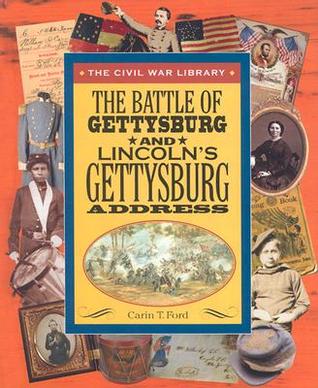 THE CIVIL WAR LIBRARY
THE BATTLE OF
GETTYSBURG
AND
LINCOLN'S
GETTYSBURG
ADDRESS
Carin T. Ford